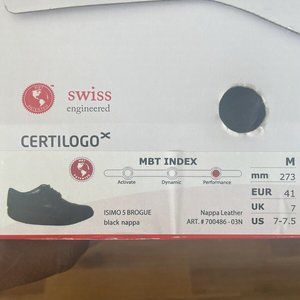 swiss
engineered
CERTILOGO
MBT INDEX M
Activate Dynamic Performance
mm 273
EUR 41
UK 7
US 7-7.5
ISIMO 5 BROGUE Nappa Leather
black nappa ART. # 700486 - 03N